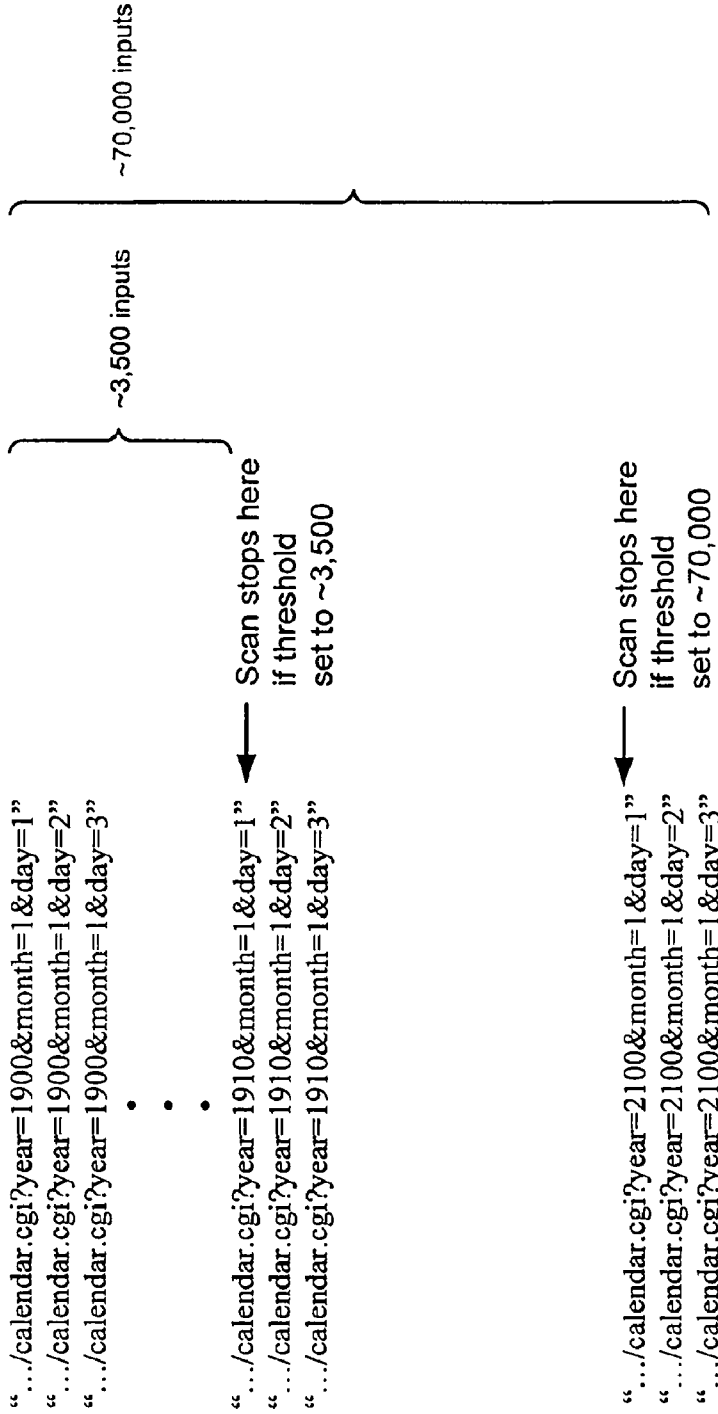 “…/calendar.cgi?year=1900&month=1&day=1”
“…/calendar.cgi?year=1900&month=1&day=2”
“…/calendar.cgi?year=1900&month=1&day=3”
~3,500 inputs
~70,000 inputs
“…/calendar.cgi?year=1910&month=1&day=1”
“…/calendar.cgi?year=1910&month=1&day=2”
“…/calendar.cgi?year=1910&month=1&day=3”
Scan stops here
if threshold
set to ~3,500
“…/calendar.cgi?year=2100&month=1&day=1”
“…/calendar.cgi?year=2100&month=1&day=2”
“…/calendar.cgi?year=2100&month=1&day=3”
Scan stops here
if threshold
set to ~70,000